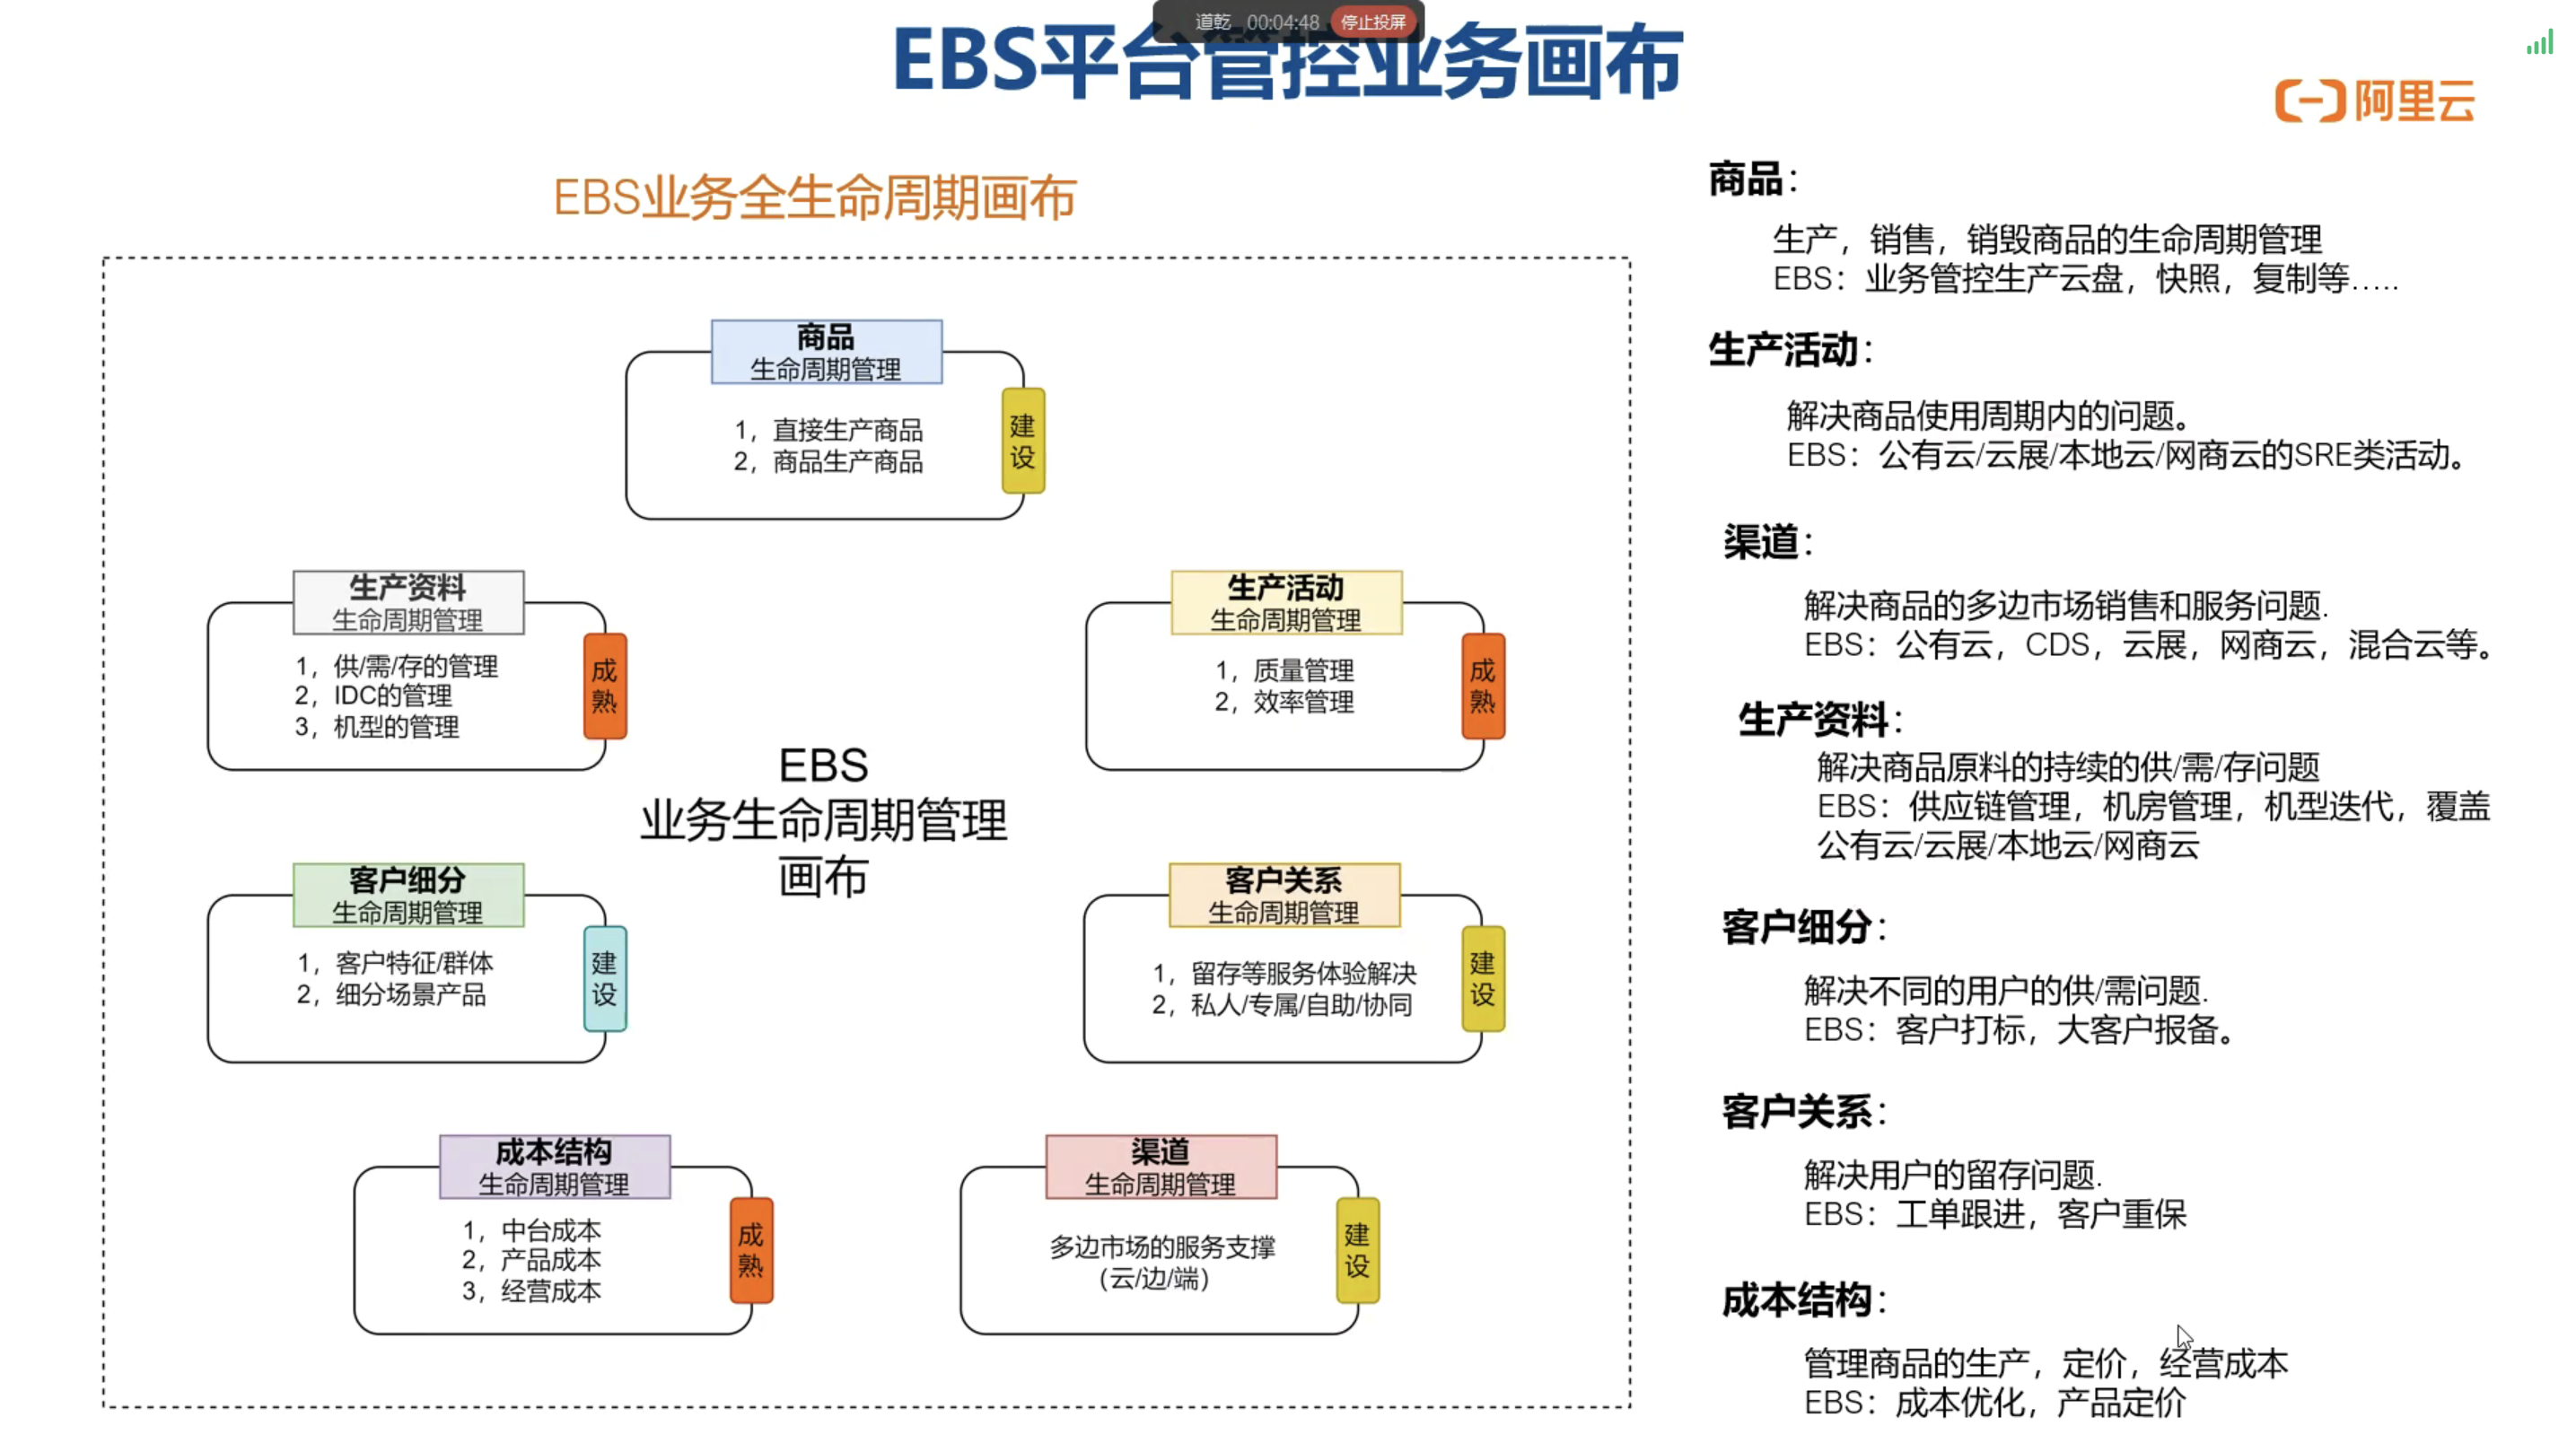 道乾 00:04:48 停止投屏
EBS平台管控业务画布
阿里云
EBS业务全生命周期画布
商品
生命周期管理
1，直接生产商品
2，商品生产商品
建
设
生产资料
生命周期管理
1，供/需/存的管理
2，IDC的管理
3，机型的管理
成
熟
生产活动
生命周期管理
1，质量管理
2，效率管理
成
熟
EBS
业务生命周期管理
画布
客户细分
生命周期管理
1，客户特征/群体
2，细分场景产品
建
设
客户关系
生命周期管理
1，留存等服务体验解决
2，私人/专属/自助/协同
建
设
成本结构
生命周期管理
1，中台成本
2，产品成本
3，经营成本
成
熟
渠道
生命周期管理
多边市场的服务支撑
(云/边/端)
建
设
商品：
生产，销售，销毁商品的生命周期管理
EBS：业务管控生产云盘，快照，复制等…..
生产活动：
解决商品使用周期内的问题。
EBS：公有云/云展/本地云/网商云的SRE类活动。
渠道：
解决商品的多边市场销售和服务问题.
EBS：公有云，CDS，云展，网商云，混合云等。
生产资料：
解决商品原料的持续的供/需/存问题
EBS：供应链管理，机房管理，机型迭代，覆盖
公有云/云展/本地云/网商云
客户细分：
解决不同的用户的供/需问题.
EBS：客户打标，大客户报备。
客户关系：
解决用户的留存问题.
EBS：工单跟进，客户重保
成本结构：
管理商品的生产，定价，经营成本
EBS：成本优化，产品定价